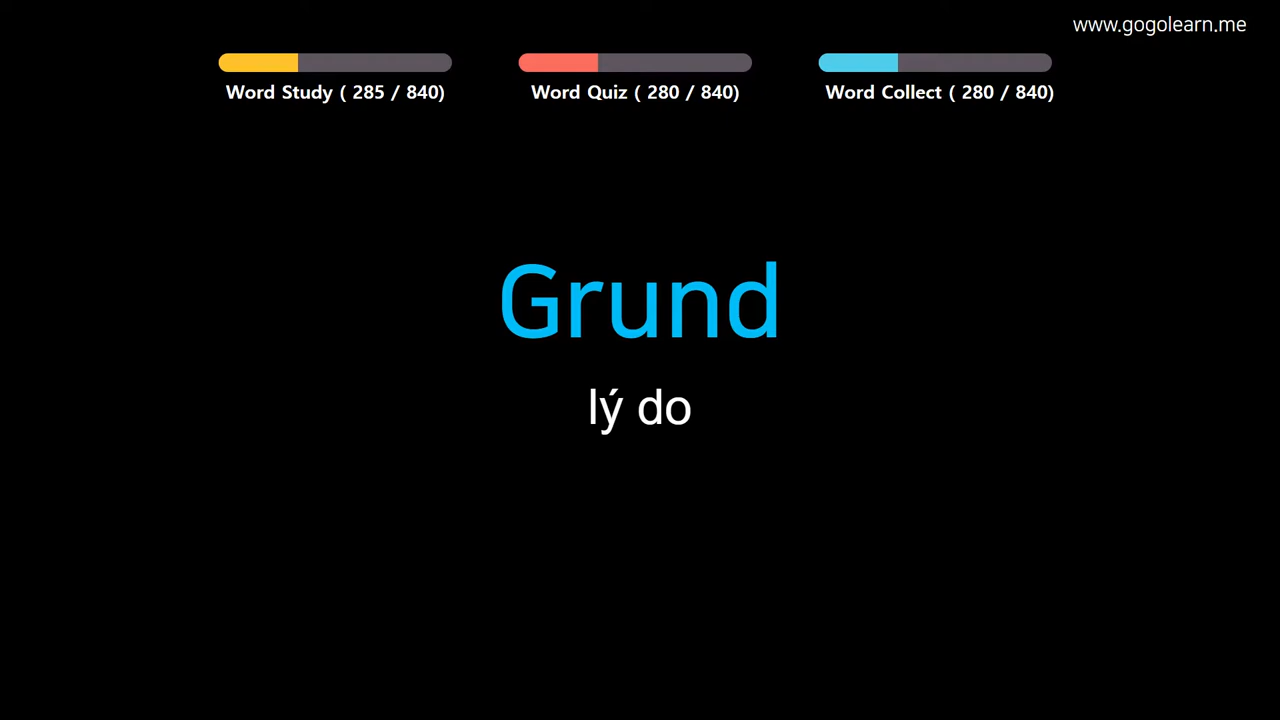 www.gogolearn.me
Word Study ( 285 / 840)
Word Quiz ( 280 / 840)
Word Collect ( 280 / 840)
Grund
lý do